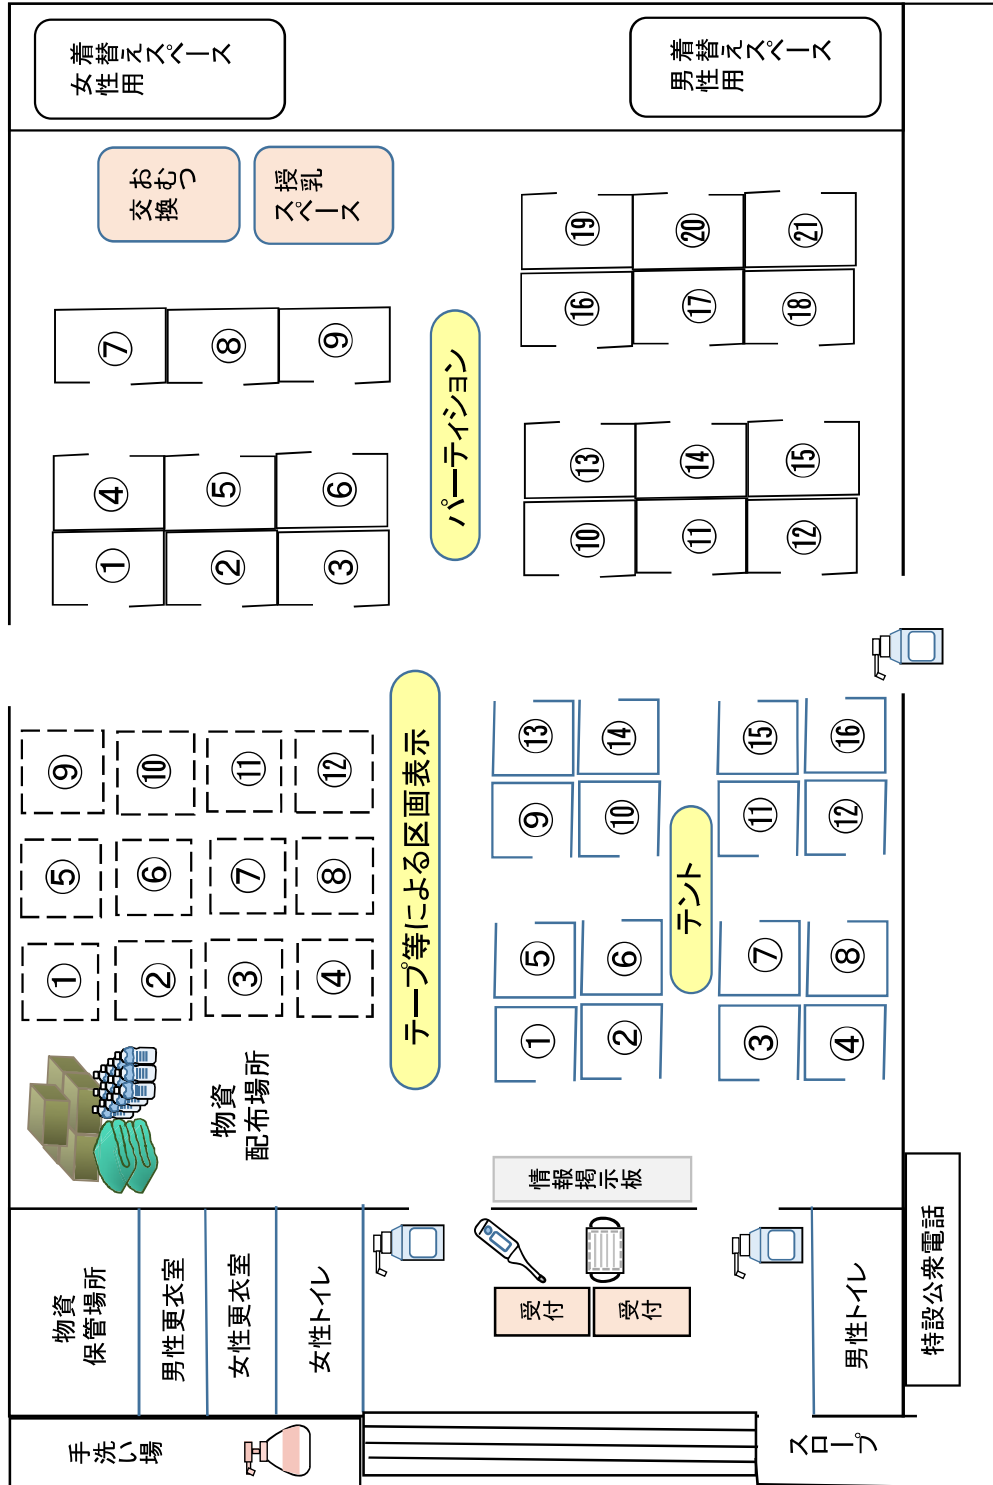 手洗い場
物資
保管場所
男性更衣室
女性更衣室
女性トイレ
物資
配布場所
① ⑤ ⑨
② ⑥ ⑩
③ ⑦ ⑪
④ ⑧ ⑫
テープ等による区画表示
① ④ ⑦
② ⑤ ⑧
③ ⑥ ⑨
おむつ
交換
授乳
スペース
着替えスペース
女性用
パーティション
受付
受付
情報掲示板
① ⑤ ⑨ ⑬
② ⑥ ⑩ ⑭
テント
③ ⑦ ⑪ ⑮
④ ⑧ ⑫ ⑯
⑩ ⑬ ⑯ ⑲
⑪ ⑭ ⑰ ⑳
⑫ ⑮ ⑱ ㉑
着替えスペース
男性用
スロープ
男性トイレ
特設公衆電話